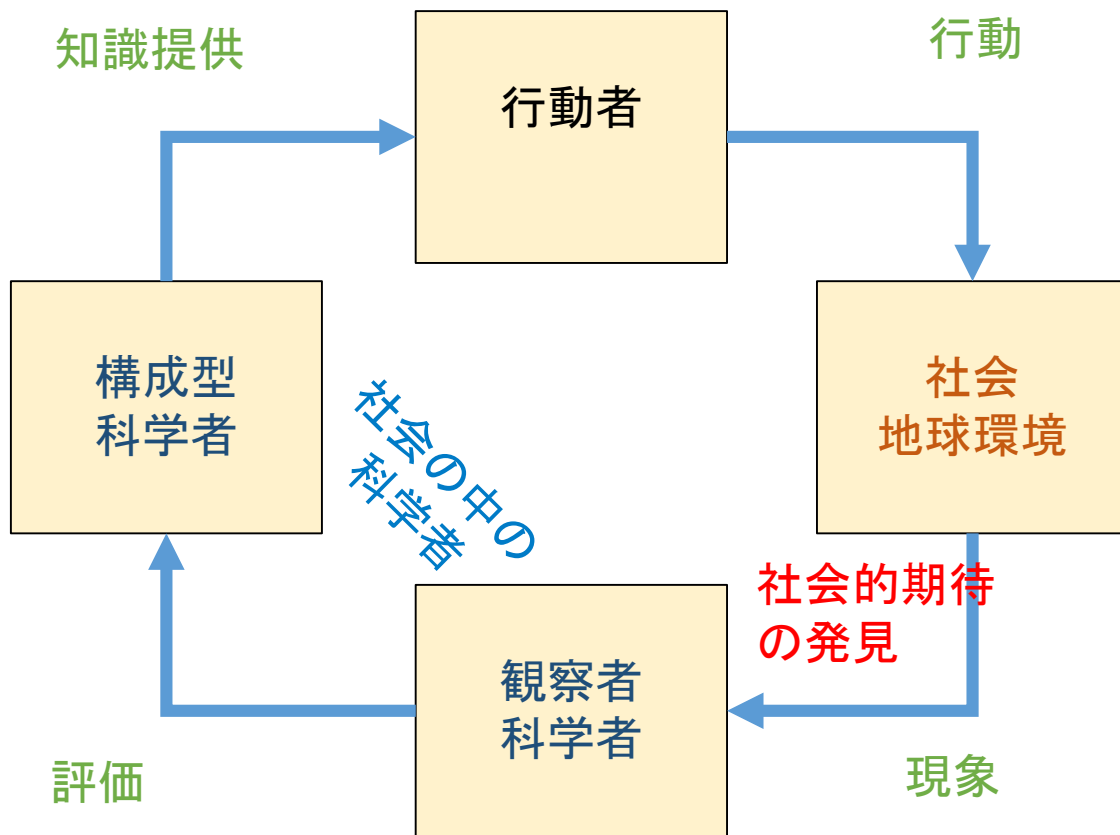 知識提供
行動
行動者
構成型
科学者
社会の中の
科学者
社会
地球環境
社会的期待
の発見
観察者
科学者
評価
現象